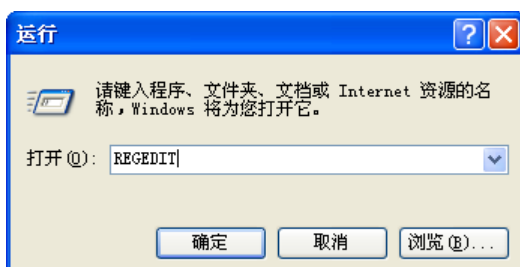 运行
请键入程序、文件夹、文档或 Internet 资源的名
称，Windows 将为您打开它。
打开(O): REGEDIT
确定 取消 浏览(B)...